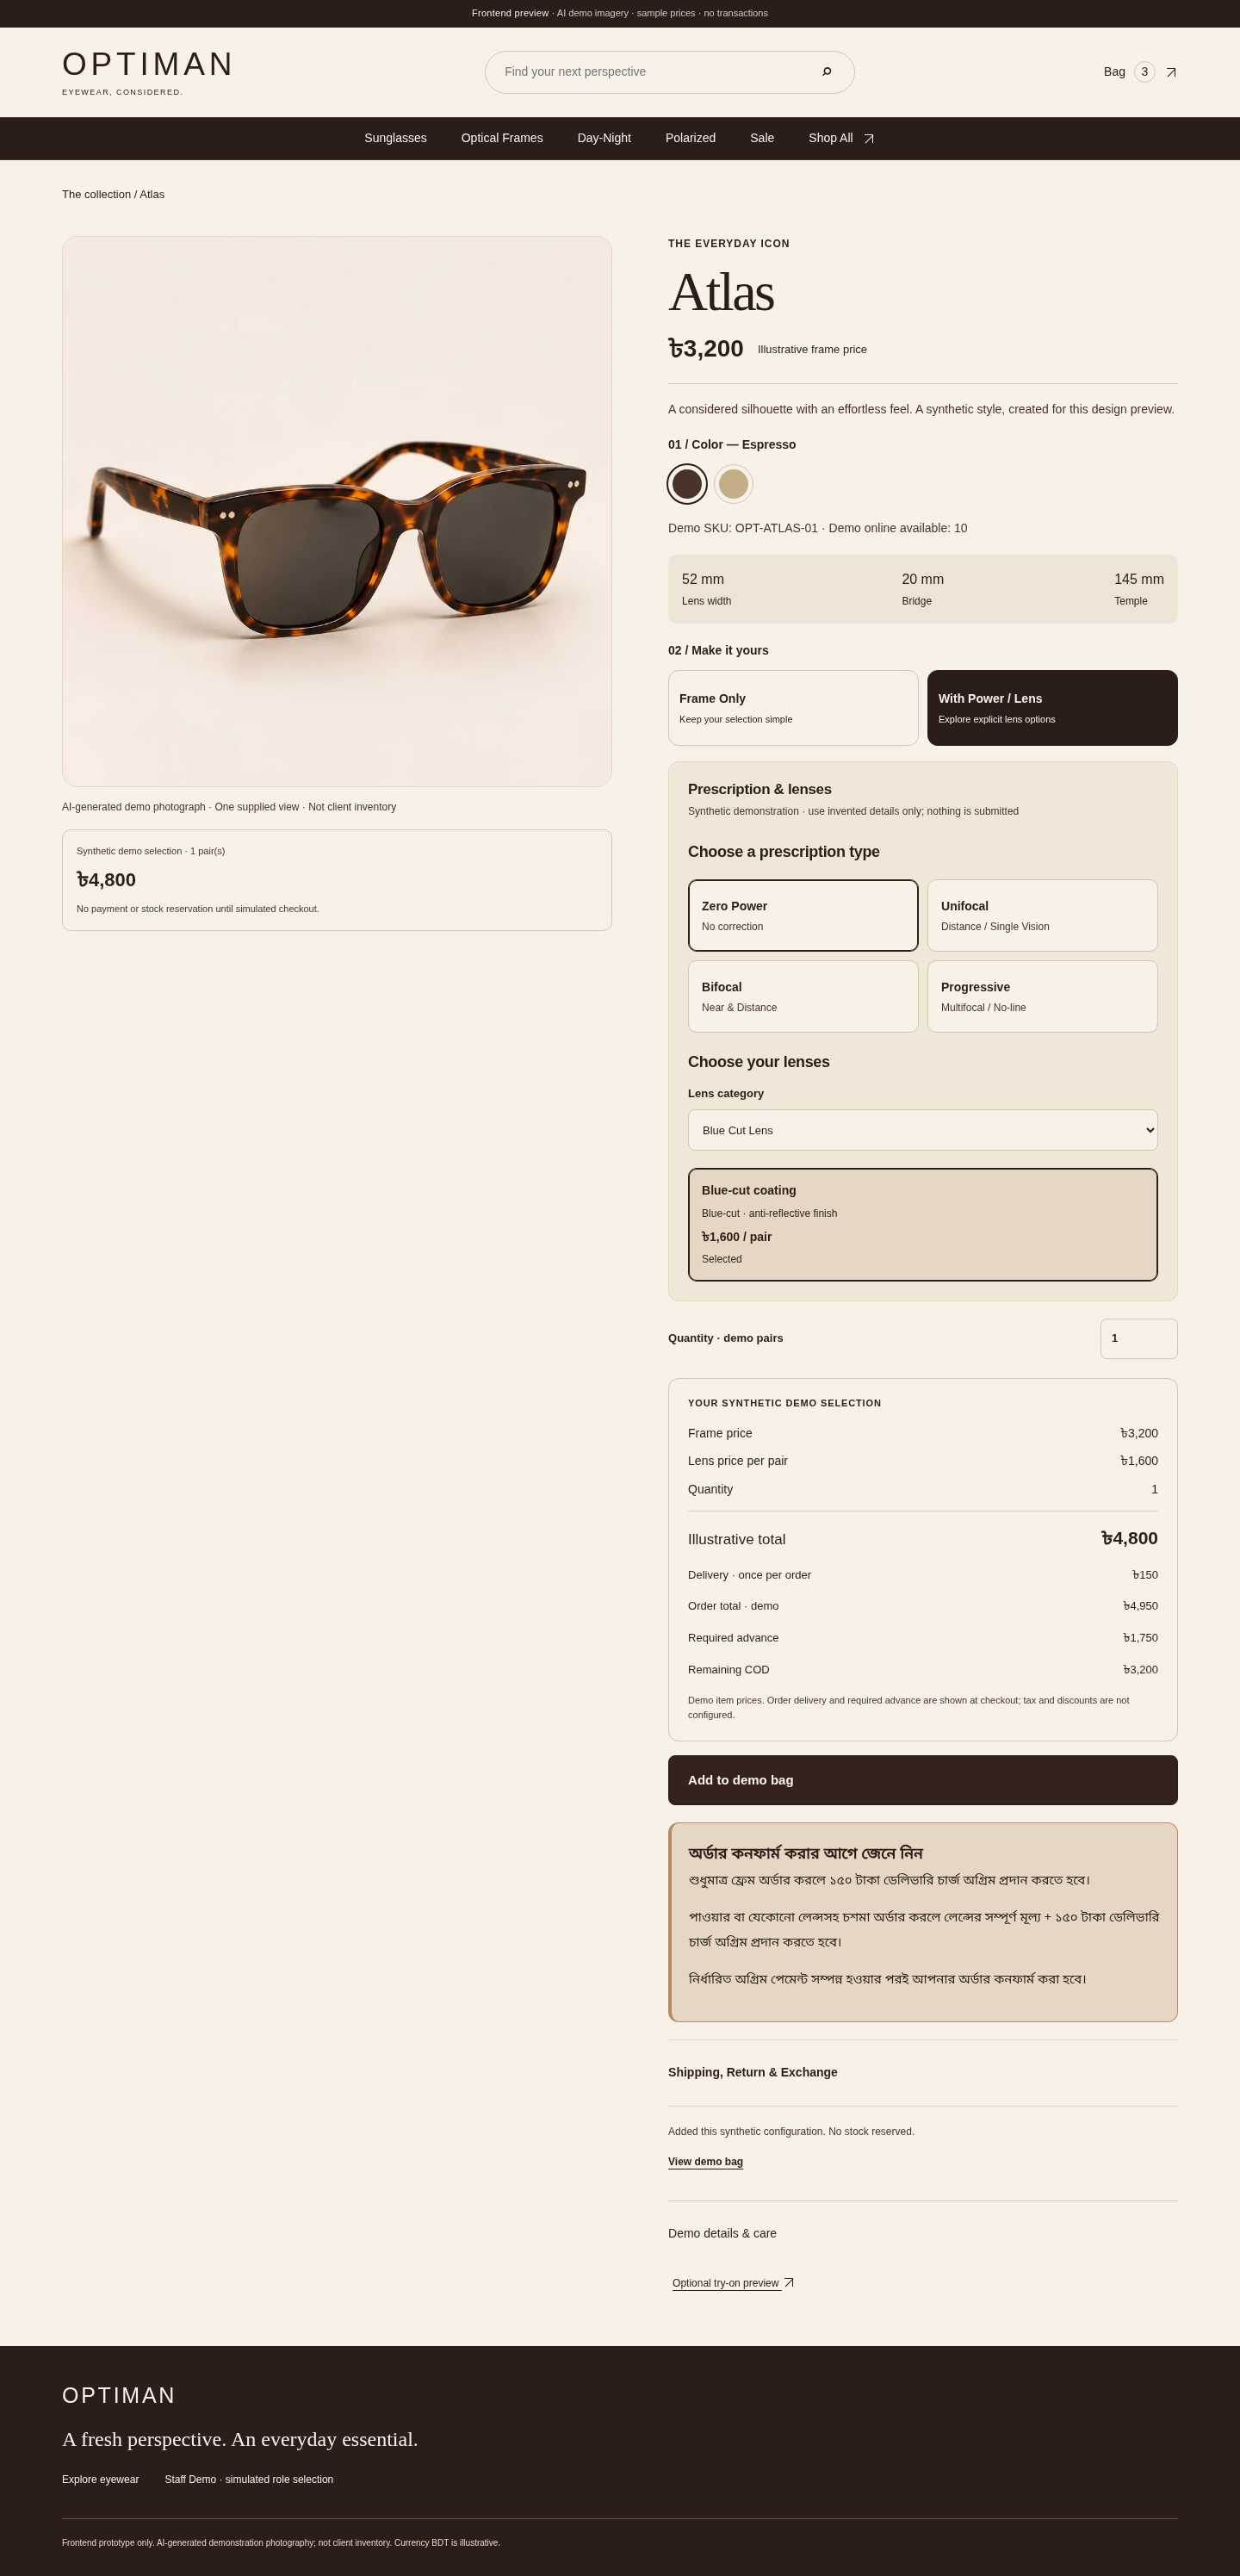 Frontend preview · AI demo imagery · sample prices · no transactions
OPTIMAN
EYEWEAR, CONSIDERED.
Find your next perspective
Bag 3
Sunglasses Optical Frames Day-Night Polarized Sale Shop All
The collection / Atlas
THE EVERYDAY ICON
Atlas
৳3,200 Illustrative frame price
A considered silhouette with an effortless feel. A synthetic style, created for this design preview.
01 / Color — Espresso
Demo SKU: OPT-ATLAS-01 · Demo online available: 10
52 mm 20 mm 145 mm
Lens width Bridge Temple
02 / Make it yours
Frame Only
Keep your selection simple
With Power / Lens
Explore explicit lens options
AI-generated demo photograph · One supplied view · Not client inventory
Synthetic demo selection · 1 pair(s)
৳4,800
No payment or stock reservation until simulated checkout.
Prescription & lenses
Synthetic demonstration · use invented details only; nothing is submitted
Choose a prescription type
Zero Power
No correction
Unifocal
Distance / Single Vision
Bifocal
Near & Distance
Progressive
Multifocal / No-line
Choose your lenses
Lens category
Blue Cut Lens
Blue-cut coating
Blue-cut · anti-reflective finish
৳1,600 / pair
Selected
Quantity · demo pairs 1
YOUR SYNTHETIC DEMO SELECTION
Frame price ৳3,200
Lens price per pair ৳1,600
Quantity 1
Illustrative total ৳4,800
Delivery · once per order ৳150
Order total · demo ৳4,950
Required advance ৳1,750
Remaining COD ৳3,200
Demo item prices. Order delivery and required advance are shown at checkout; tax and discounts are not
configured.
Add to demo bag
অর্ডার কনফার্ম করার আগে জেনে নিন
শুধুমাত্র ফ্রেম অর্ডার করলে ১৫০ টাকা ডেলিভারি চার্জ অগ্রিম প্রদান করতে হবে।
পাওয়ার বা যেকোনো লেন্সসহ চশমা অর্ডার করলে লেন্সের সম্পূর্ণ মূল্য + ১৫০ টাকা ডেলিভারি
চার্জ অগ্রিম প্রদান করতে হবে।
নির্ধারিত অগ্রিম পেমেন্ট সম্পন্ন হওয়ার পরই আপনার অর্ডার কনফার্ম করা হবে।
Shipping, Return & Exchange
Added this synthetic configuration. No stock reserved.
View demo bag
Demo details & care
Optional try-on preview
OPTIMAN
A fresh perspective. An everyday essential.
Explore eyewear Staff Demo · simulated role selection
Frontend prototype only. AI-generated demonstration photography; not client inventory. Currency BDT is illustrative.